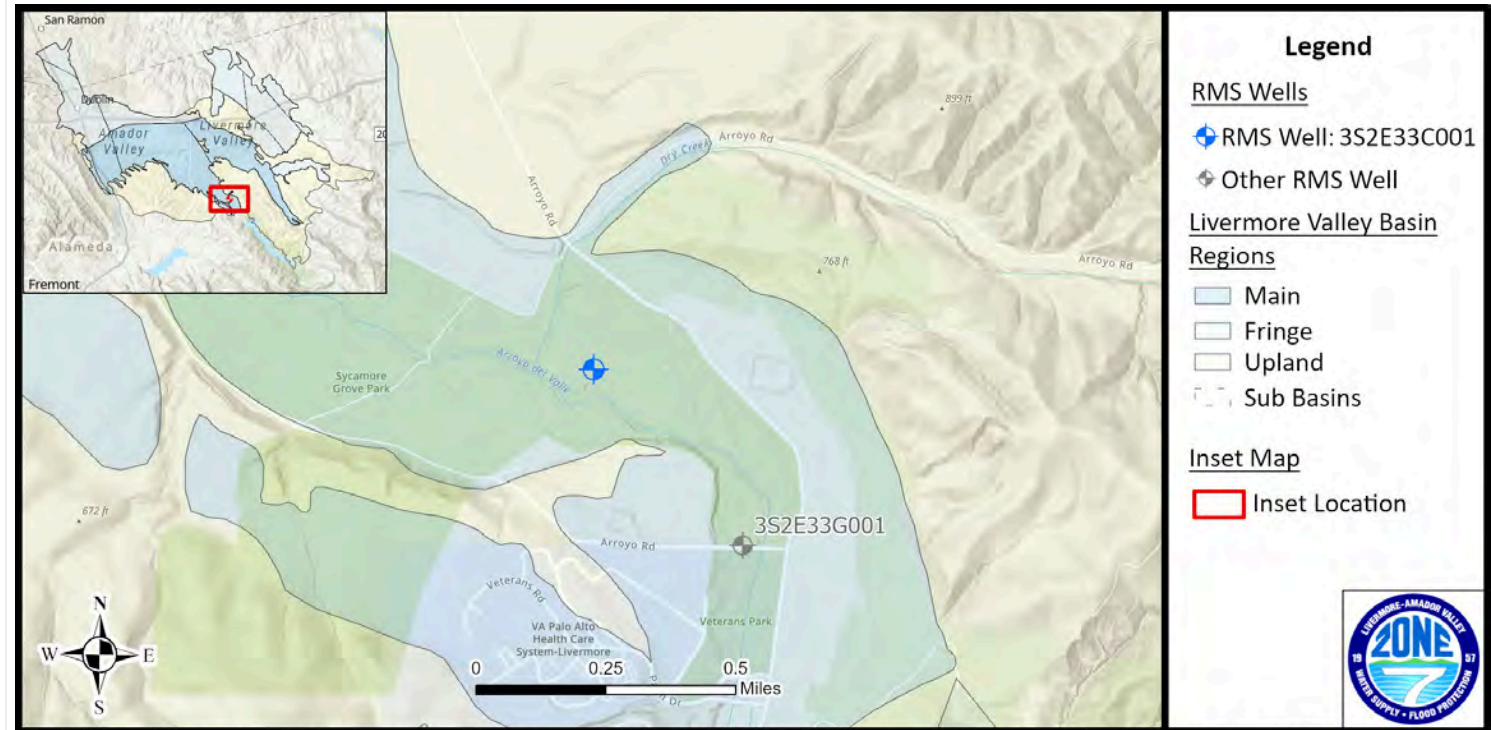 San Ramon
Dublin
Amador
Valley
Livermore
Valley
20
Alameda
Fremont
899 ft
Arroyo Rd
Dry Creek
Arroyo Rd
768 ft
Arroyo Rd
Sycamore
Grove Park
Arroyo del Valle
672 ft
3S2E33G001
Arroyo Rd
Veterans Rd
VA Palo Alto
Health Care
System-Livermore
Veterans Park
Dr
N
W
E
S
0
0.25
0.5
Miles
Legend
RMS Wells
RMS Well: 3S2E33C001
Other RMS Well
Livermore Valley Basin
Regions
Main
Fringe
Upland
Sub Basins
Inset Map
Inset Location
LIVERMORE-AMADOR VALLEY
ZONE
19
57
7
WATER SUPPLY • FLOOD PROTECTION